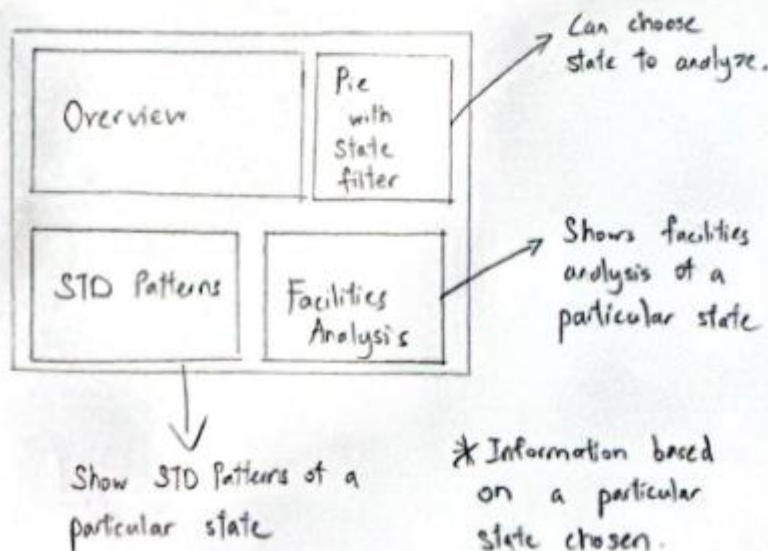 Overview
Pie
with
state
filter
Can choose
state to analyze.
STD Patterns
Facilities
Analysis
Shows facilities
analysis of a
particular state
Show STD Patterns of a
particular state
* Information based
on a particular
state chosen.